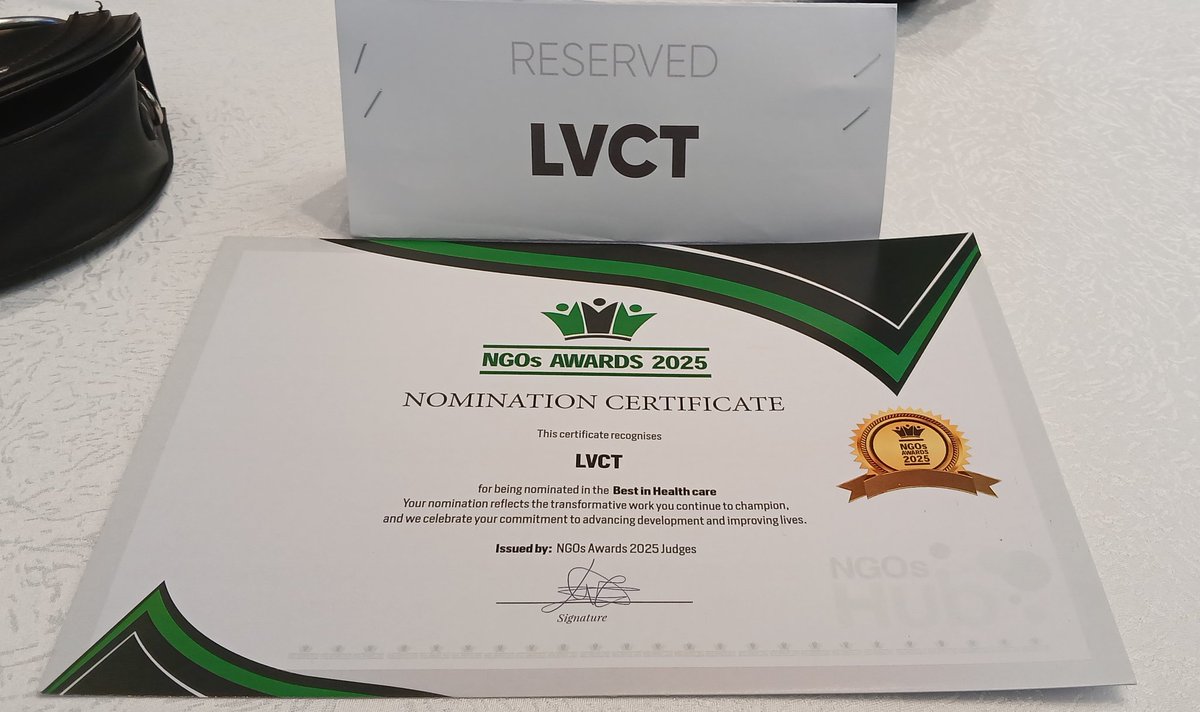 RESERVED
LVCT
NGOs AWARDS 2025
NOMINATION CERTIFICATE
This certificate recognises
LVCT
for being nominated in the Best in Health care
Your nomination reflects the transformative work you continue to champion,
and we celebrate your commitment to advancing development and improving lives.
Issued by: NGOs Awards 2025 Judges
Signature
NGOs
AWARDS
2025
NGOs
Hub